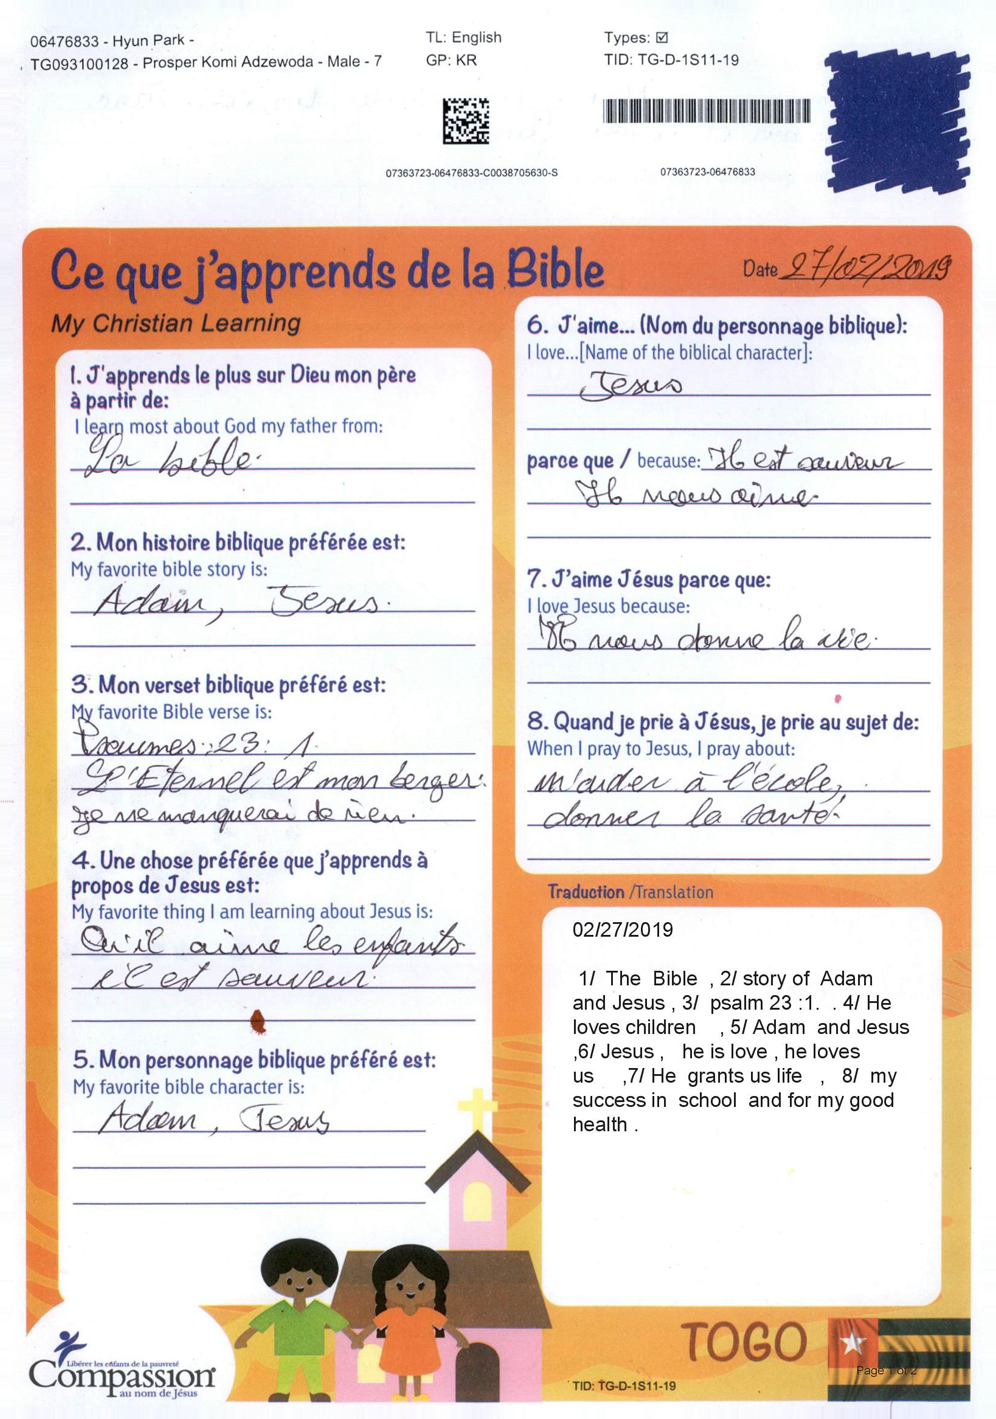 06476833 - Hyun Park -
TG093100128 - Prosper Komi Adzewoda - Male - 7
TL: English
GP: KR
Types: ☑
TID: TG-D-1S11-19
07363723-06476833-C0038705630-S
07363723-06476833
Ce que j'apprends de la Bible
My Christian Learning
Date 27/02/2019
1. J'apprends le plus sur Dieu mon père
à partir de:
I learn most about God my father from:
La bible.
2. Mon histoire biblique préférée est:
My favorite bible story is:
Adam, Jesus.
3. Mon verset biblique préféré est:
My favorite Bible verse is:
Psaumes :23: 1.
L'Eternel est mon berger:
je ne manquerai de rien.
4. Une chose préférée que j'apprends à
propos de Jesus est:
My favorite thing I am learning about Jesus is:
Qu'il aime les enfants
il est sauveur.
5. Mon personnage biblique préféré est:
My favorite bible character is:
Adam, Jesus
6. J'aime... (Nom du personnage biblique):
I love...[Name of the biblical character]:
Jesus
parce que / because: Il est sauveur
Il nous aime.
7. J'aime Jésus parce que:
I love Jesus because:
Il nous donne la vie.
8. Quand je prie à Jésus, je prie au sujet de:
When I pray to Jesus, I pray about:
m'aider à l'école,
donner la santé.
Traduction /Translation
02/27/2019
1/ The Bible , 2/ story of Adam
and Jesus , 3/ psalm 23 :1. . 4/ He
loves children , 5/ Adam and Jesus
,6/ Jesus , he is love , he loves
us ,7/ He grants us life , 8/ my
success in school and for my good
health .
Libérer les enfants de la pauvreté
Compassion
au nom de Jésus
TOGO
TID: TG-D-1S11-19
Page 1 of 2